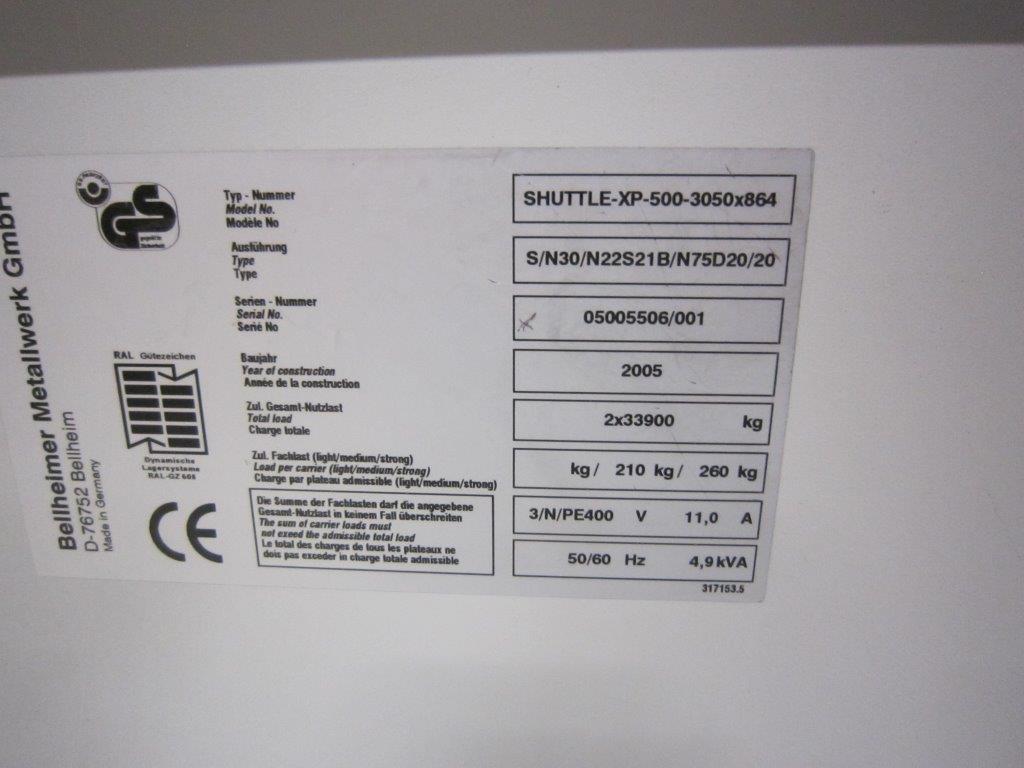 Bellheimer Metallwerk GmbH
D-76752 Bellheim
Made in Germany
GS
geprüfte
Sicherheit
RAL Gütezeichen
Dynamische
Lagersysteme
RAL-GZ 608
CE
Typ - Nummer
Model No.
Modèle No
SHUTTLE-XP-500-3050x864
Ausführung
Type
Type
S/N30/N22S21B/N75D20/20
Serien - Nummer
Serial No.
Serié No
05005506/001
Baujahr
Year of construction
Année de la construction
2005
Zul. Gesamt-Nutzlast
Total load
Charge totale
2x33900 kg
Zul. Fachlast (light/medium/strong)
Load per carrier (light/medium/strong)
Charge par plateau admissible (light/medium/strong)
kg/ 210 kg/ 260 kg
Die Summe der Fachlasten darf die angegebene
Gesamt-Nutzlast in keinem Fall überschreiten
The sum of carrier loads must
not exeed the admissible total load
Le total des charges de tous les plateaux ne
dois pas exceder in charge totale admissible
3/N/PE400 V 11,0 A
50/60 Hz 4,9kVA
317153.5